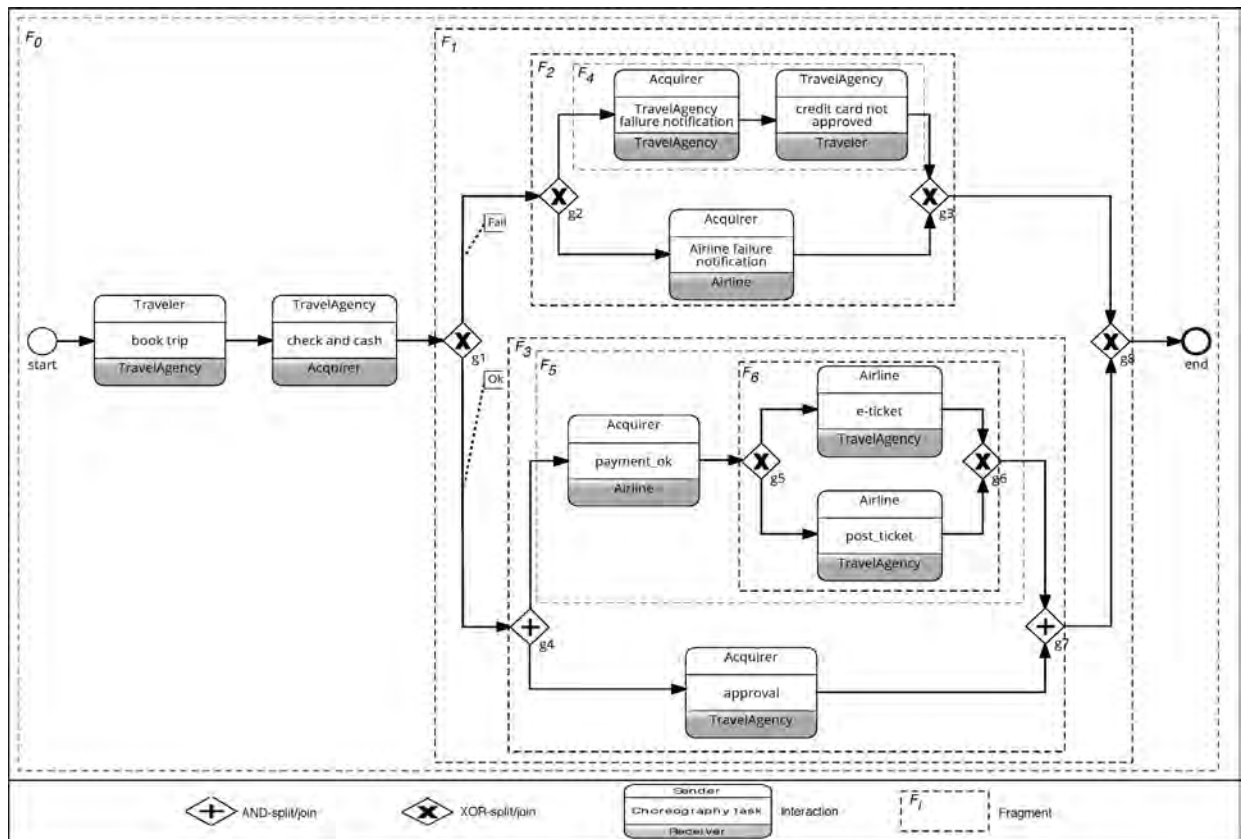 F0
F1
F2
F4
Acquirer
TravelAgency
failure notification
TravelAgency
TravelAgency
credit card not
approved
Traveler
g2
g3
Fail
Acquirer
Airline failure
notification
Airline
Traveler
book trip
TravelAgency
TravelAgency
check and cash
Acquirer
start
g1
g8
end
Ok
F3
F5
F6
Airline
e-ticket
TravelAgency
Acquirer
payment_ok
Airline
g5
g6
Airline
post_ticket
TravelAgency
g4
g7
Acquirer
approval
TravelAgency
AND-split/join
XOR-split/join
Sender
Choreography task
Receiver
Interaction
Fi
Fragment